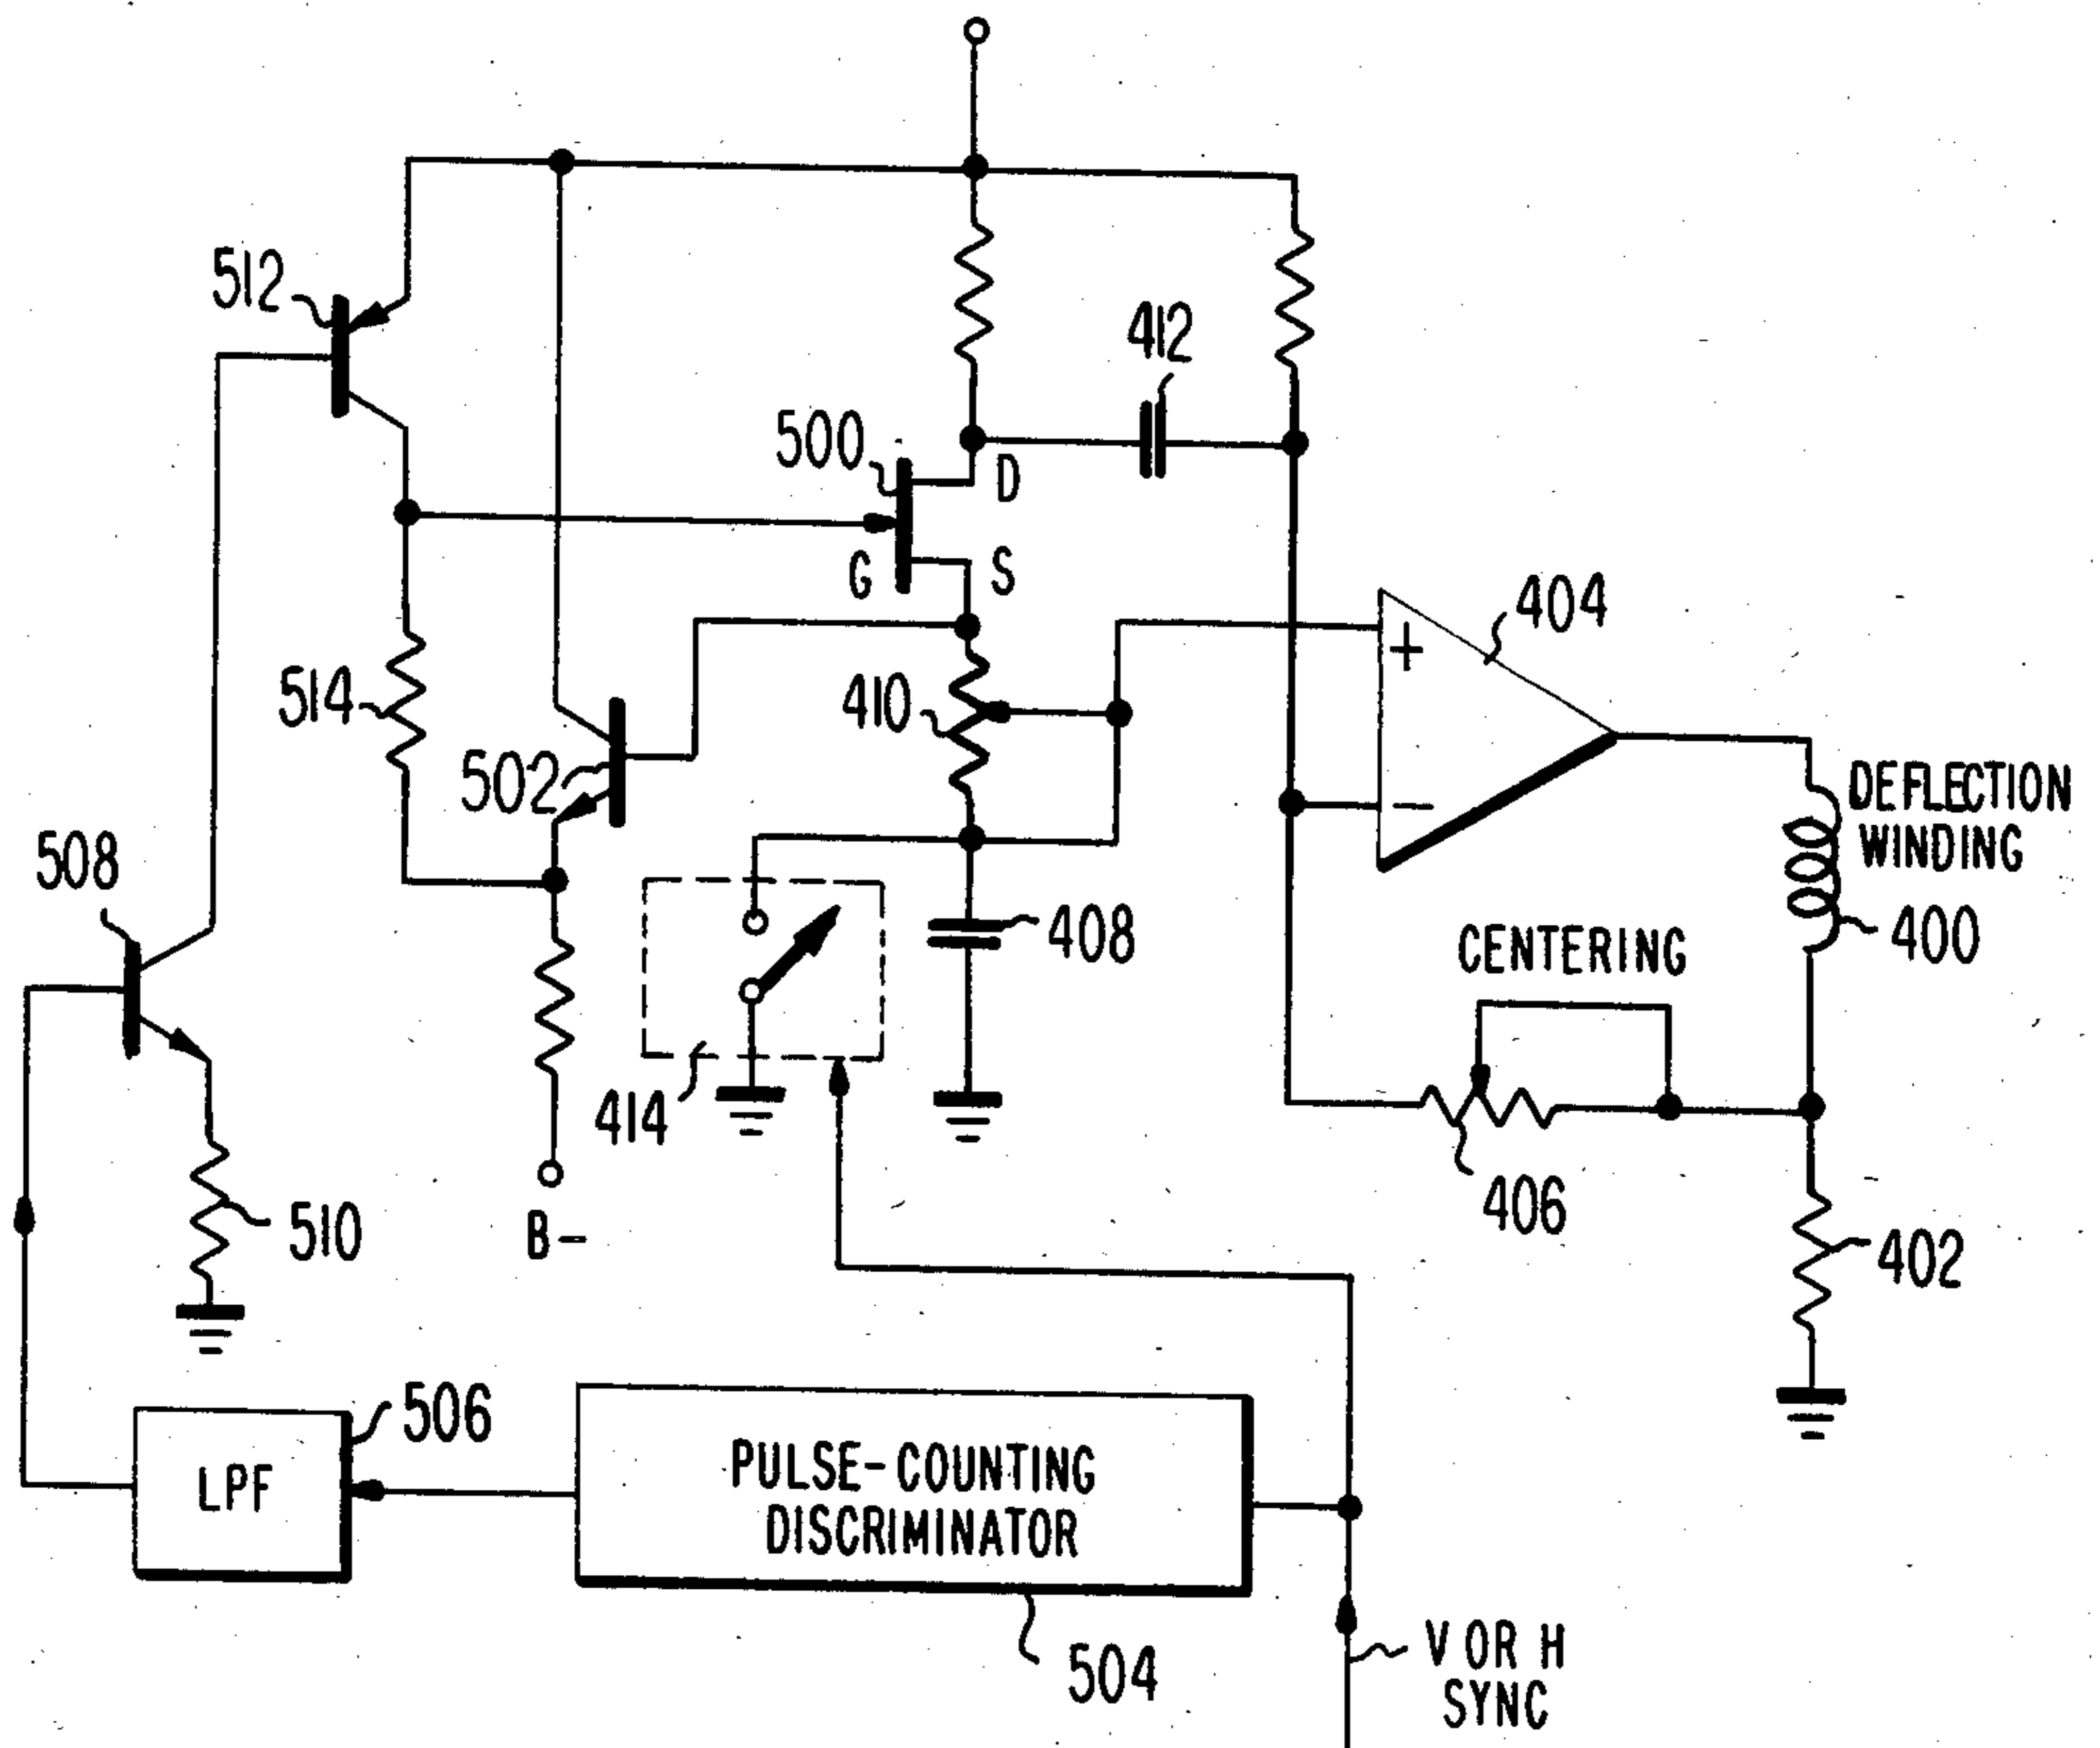 512
412
500
D
G
S
404
+
514
410
502
−
DEFLECTION
WINDING
508
408
400
CENTERING
414
406
510
B-
402
506
LPF
PULSE-COUNTING
DISCRIMINATOR
504
V OR H
SYNC